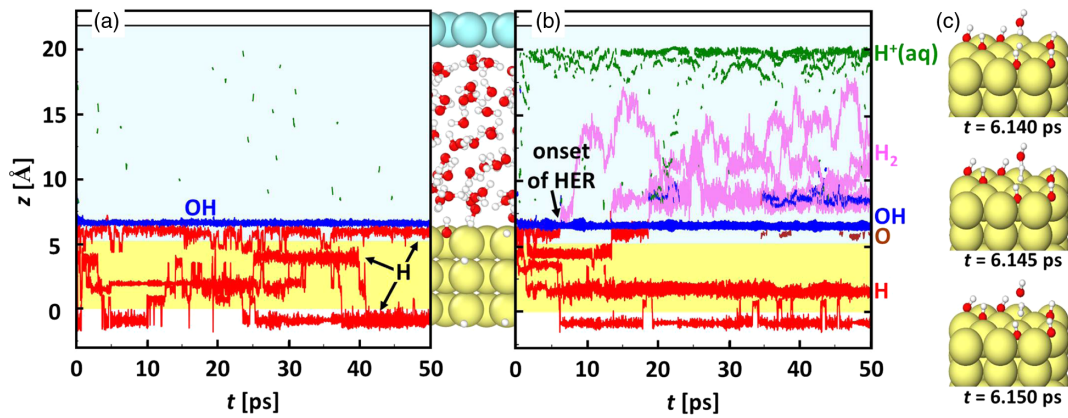 (a)
20
15
10
5
0
z [Å]
OH
H
0 10 20 30 40 50
t [ps]
(b)
H⁺(aq)
H₂
onset
of HER
OH
O
H
0 10 20 30 40 50
t [ps]
(c)
t = 6.140 ps
t = 6.145 ps
t = 6.150 ps